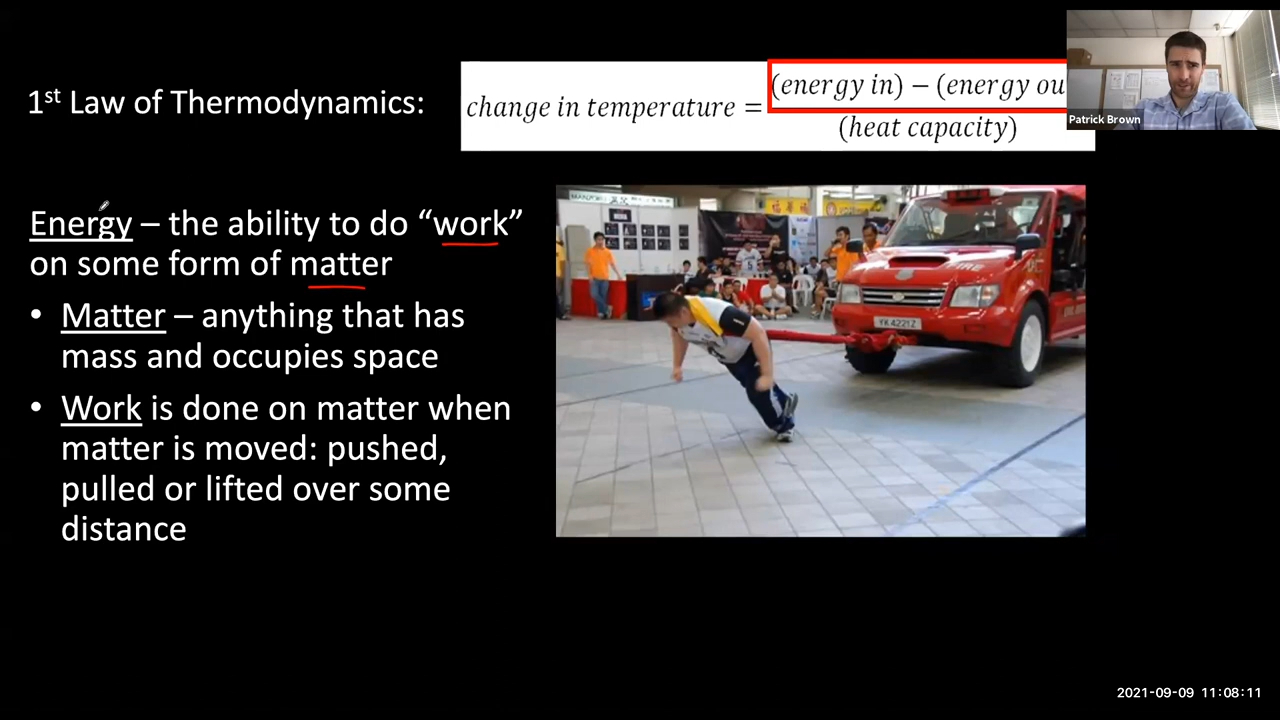 1st Law of Thermodynamics:
change in temperature =
(energy in) − (energy ou
(heat capacity)
Patrick Brown
Energy – the ability to do “work”
on some form of matter
• Matter – anything that has
mass and occupies space
• Work is done on matter when
matter is moved: pushed,
pulled or lifted over some
distance
FIRE
YK4221Z
2021-09-09 11:08:11